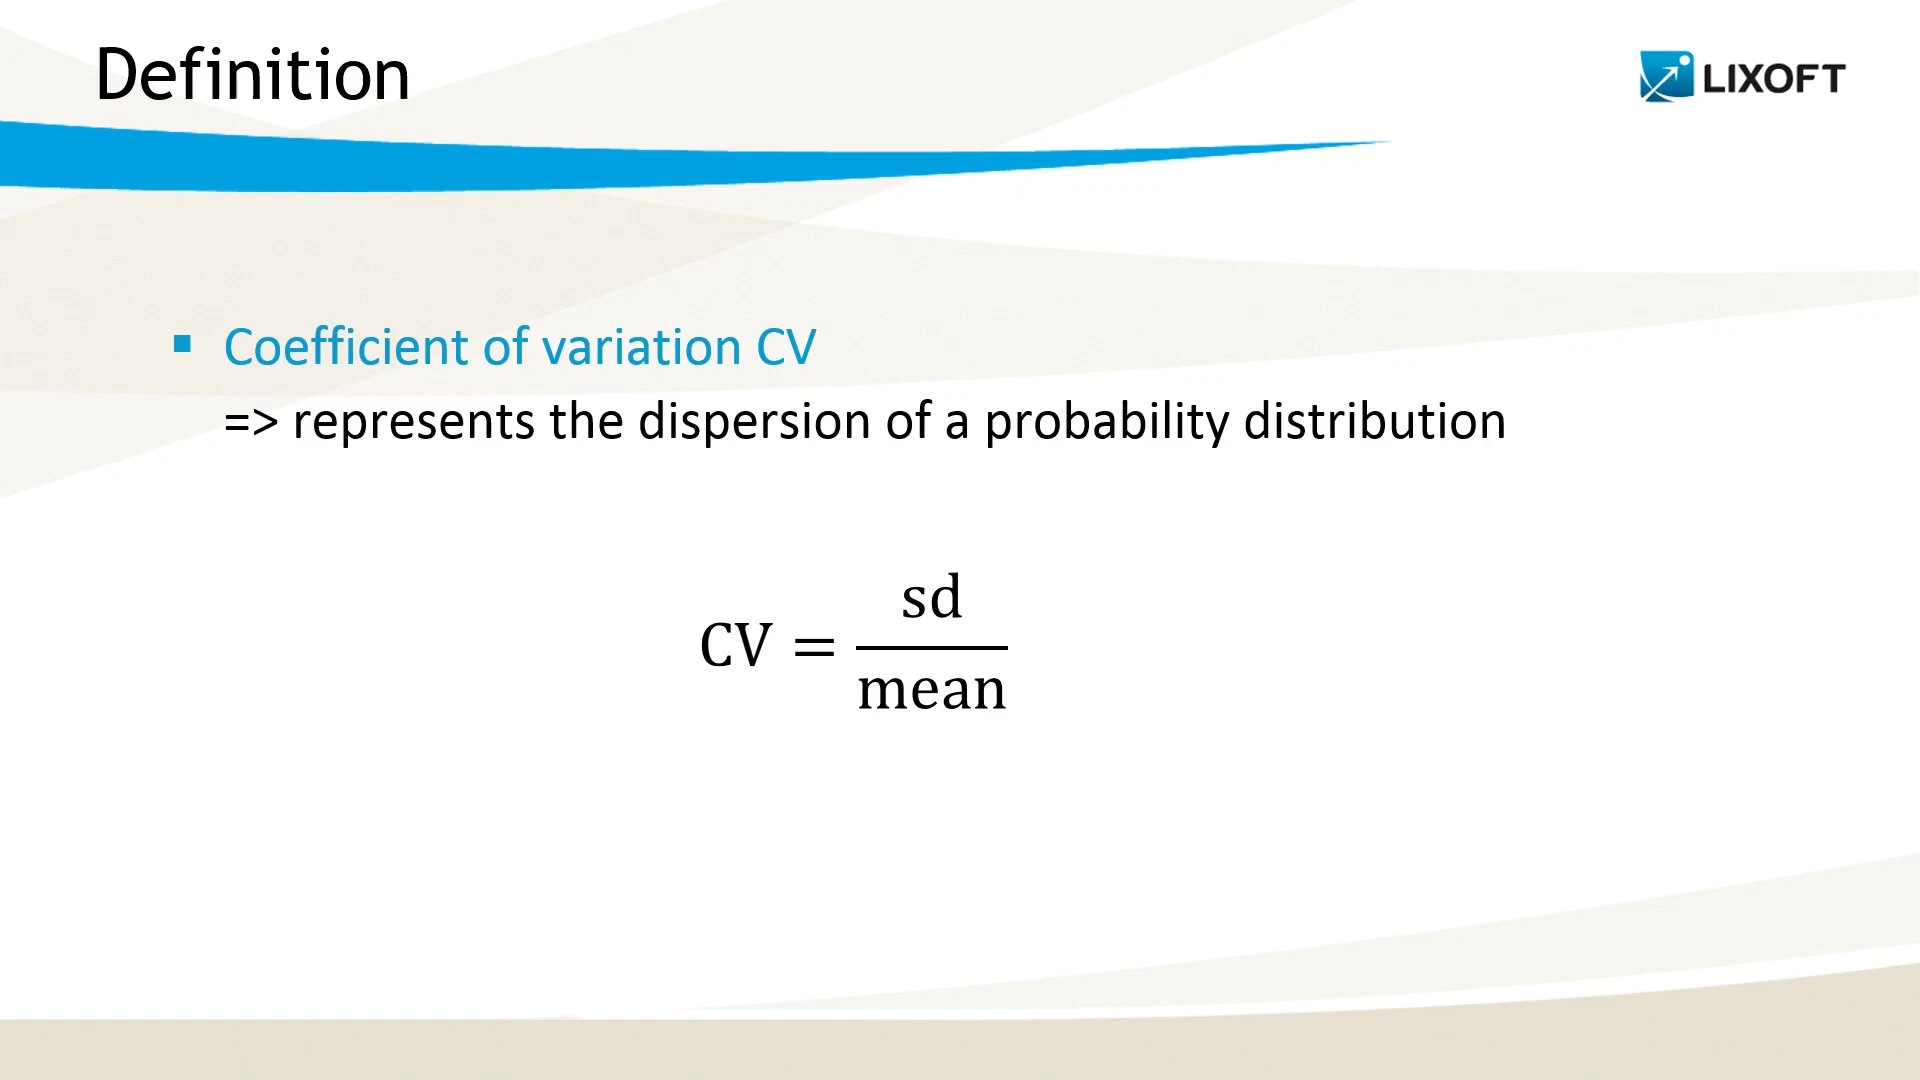 Definition
LIXOFT
▪ Coefficient of variation CV
=> represents the dispersion of a probability distribution
CV = sd / mean